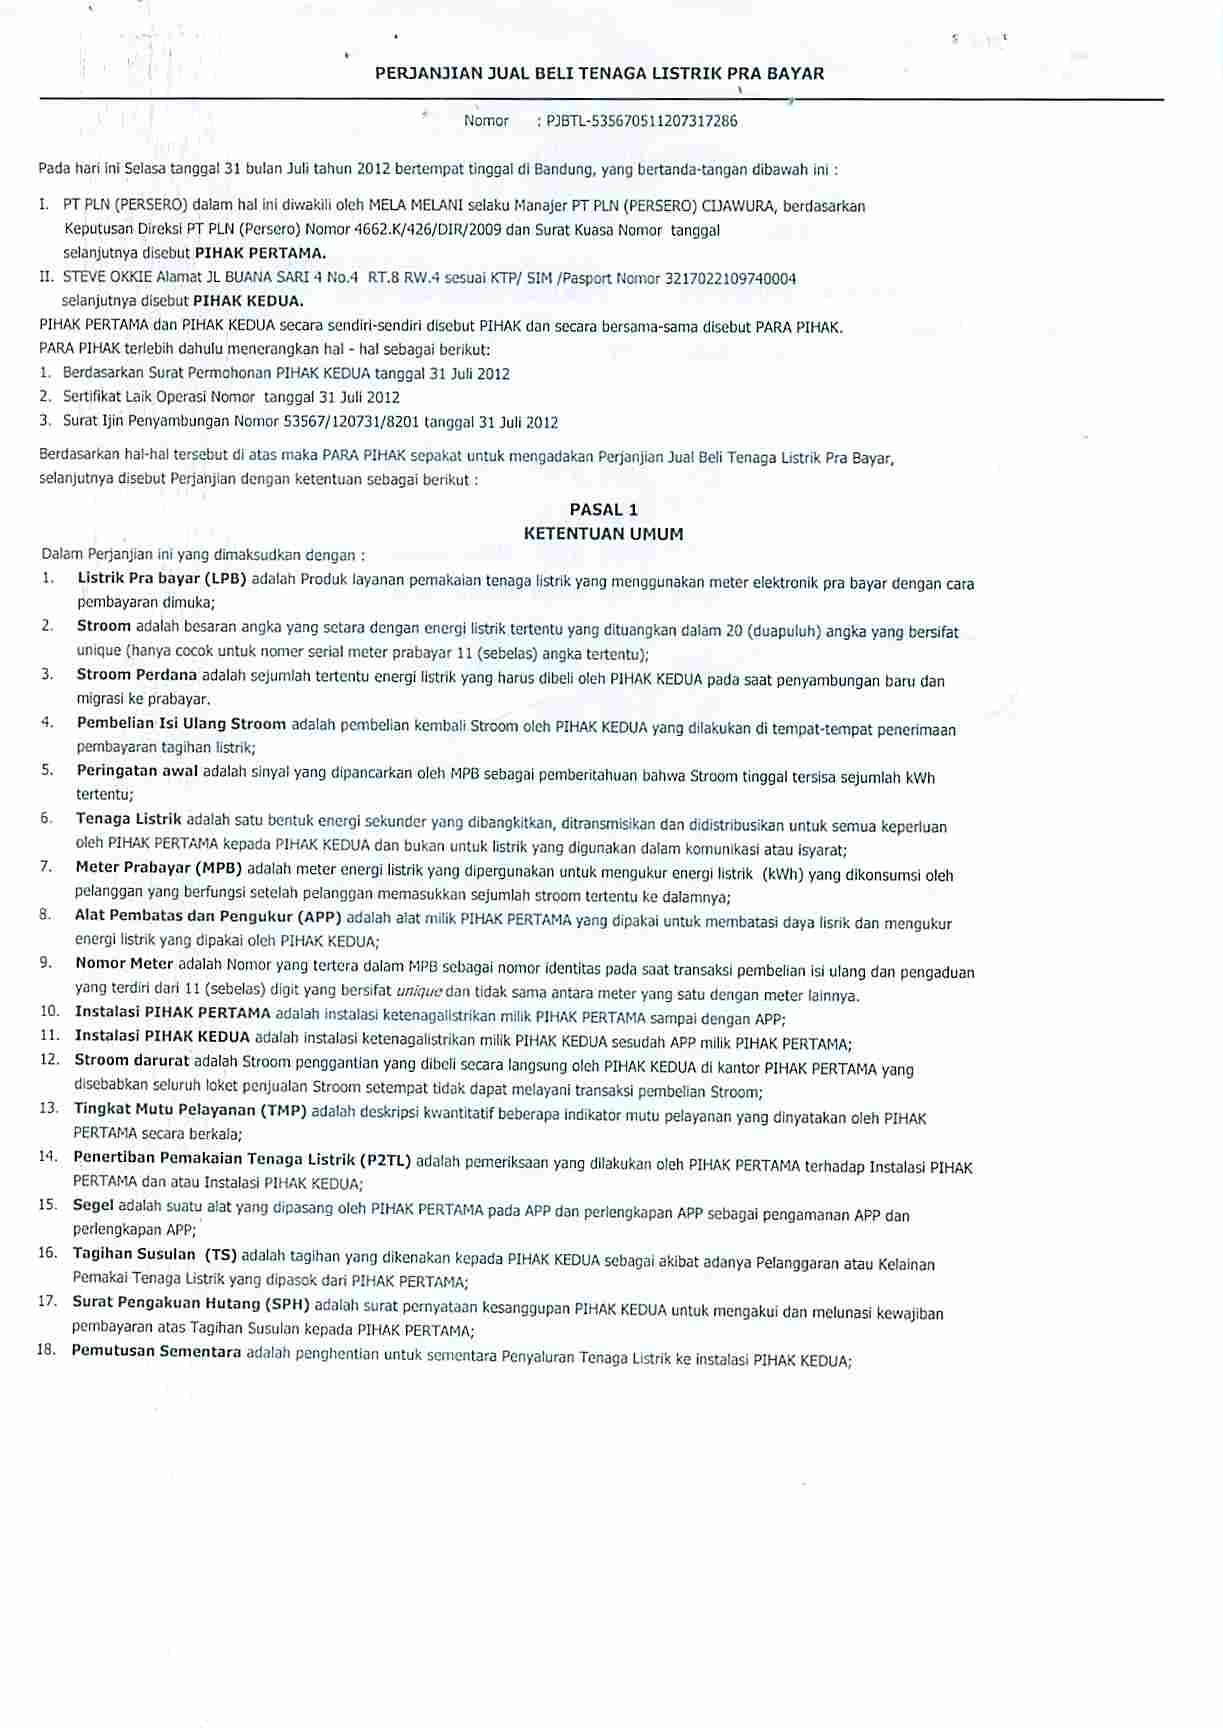 PERJANJIAN JUAL BELI TENAGA LISTRIK PRA BAYAR
Nomor : PJBTL-535670511207317286
Pada hari ini Selasa tanggal 31 bulan Juli tahun 2012 bertempat tinggal di Bandung, yang bertanda-tangan dibawah ini :
I. PT PLN (PERSERO) dalam hal ini diwakili oleh MELA MELANI selaku Manajer PT PLN (PERSERO) CIJAWURA, berdasarkan
Keputusan Direksi PT PLN (Persero) Nomor 4662.K/426/DIR/2009 dan Surat Kuasa Nomor tanggal
selanjutnya disebut PIHAK PERTAMA.
II. STEVE OKKIE Alamat JL BUANA SARI 4 No.4 RT.8 RW.4 sesuai KTP/ SIM /Pasport Nomor 3217022109740004
selanjutnya disebut PIHAK KEDUA.
PIHAK PERTAMA dan PIHAK KEDUA secara sendiri-sendiri disebut PIHAK dan secara bersama-sama disebut PARA PIHAK.
PARA PIHAK terlebih dahulu menerangkan hal - hal sebagai berikut:
1. Berdasarkan Surat Permohonan PIHAK KEDUA tanggal 31 Juli 2012
2. Sertifikat Laik Operasi Nomor tanggal 31 Juli 2012
3. Surat Ijin Penyambungan Nomor 53567/120731/8201 tanggal 31 Juli 2012
Berdasarkan hal-hal tersebut di atas maka PARA PIHAK sepakat untuk mengadakan Perjanjian Jual Beli Tenaga Listrik Pra Bayar,
selanjutnya disebut Perjanjian dengan ketentuan sebagai berikut :
PASAL 1
KETENTUAN UMUM
Dalam Perjanjian ini yang dimaksudkan dengan :
1. Listrik Pra bayar (LPB) adalah Produk layanan pemakaian tenaga listrik yang menggunakan meter elektronik pra bayar dengan cara
pembayaran dimuka;
2. Stroom adalah besaran angka yang setara dengan energi listrik tertentu yang dituangkan dalam 20 (duapuluh) angka yang bersifat
unique (hanya cocok untuk nomer serial meter prabayar 11 (sebelas) angka tertentu);
3. Stroom Perdana adalah sejumlah tertentu energi listrik yang harus dibeli oleh PIHAK KEDUA pada saat penyambungan baru dan
migrasi ke prabayar.
4. Pembelian Isi Ulang Stroom adalah pembelian kembali Stroom oleh PIHAK KEDUA yang dilakukan di tempat-tempat penerimaan
pembayaran tagihan listrik;
5. Peringatan awal adalah sinyal yang dipancarkan oleh MPB sebagai pemberitahuan bahwa Stroom tinggal tersisa sejumlah kWh
tertentu;
6. Tenaga Listrik adalah satu bentuk energi sekunder yang dibangkitkan, ditransmisikan dan didistribusikan untuk semua keperluan
oleh PIHAK PERTAMA kepada PIHAK KEDUA dan bukan untuk listrik yang digunakan dalam komunikasi atau isyarat;
7. Meter Prabayar (MPB) adalah meter energi listrik yang dipergunakan untuk mengukur energi listrik (kWh) yang dikonsumsi oleh
pelanggan yang berfungsi setelah pelanggan memasukkan sejumlah stroom tertentu ke dalamnya;
8. Alat Pembatas dan Pengukur (APP) adalah alat milik PIHAK PERTAMA yang dipakai untuk membatasi daya lisrik dan mengukur
energi listrik yang dipakai oleh PIHAK KEDUA;
9. Nomor Meter adalah Nomor yang tertera dalam MPB sebagai nomor identitas pada saat transaksi pembelian isi ulang dan pengaduan
yang terdiri dari 11 (sebelas) digit yang bersifat unique dan tidak sama antara meter yang satu dengan meter lainnya.
10. Instalasi PIHAK PERTAMA adalah instalasi ketenagalistrikan milik PIHAK PERTAMA sampai dengan APP;
11. Instalasi PIHAK KEDUA adalah instalasi ketenagalistrikan milik PIHAK KEDUA sesudah APP milik PIHAK PERTAMA;
12. Stroom darurat adalah Stroom penggantian yang dibeli secara langsung oleh PIHAK KEDUA di kantor PIHAK PERTAMA yang
disebabkan seluruh loket penjualan Stroom setempat tidak dapat melayani transaksi pembelian Stroom;
13. Tingkat Mutu Pelayanan (TMP) adalah deskripsi kwantitatif beberapa indikator mutu pelayanan yang dinyatakan oleh PIHAK
PERTAMA secara berkala;
14. Penertiban Pemakaian Tenaga Listrik (P2TL) adalah pemeriksaan yang dilakukan oleh PIHAK PERTAMA terhadap Instalasi PIHAK
PERTAMA dan atau Instalasi PIHAK KEDUA;
15. Segel adalah suatu alat yang dipasang oleh PIHAK PERTAMA pada APP dan perlengkapan APP sebagai pengamanan APP dan
perlengkapan APP;
16. Tagihan Susulan (TS) adalah tagihan yang dikenakan kepada PIHAK KEDUA sebagai akibat adanya Pelanggaran atau Kelainan
Pemakai Tenaga Listrik yang dipasok dari PIHAK PERTAMA;
17. Surat Pengakuan Hutang (SPH) adalah surat pernyataan kesanggupan PIHAK KEDUA untuk mengakui dan melunasi kewajiban
pembayaran atas Tagihan Susulan kepada PIHAK PERTAMA;
18. Pemutusan Sementara adalah penghentian untuk sementara Penyaluran Tenaga Listrik ke instalasi PIHAK KEDUA;